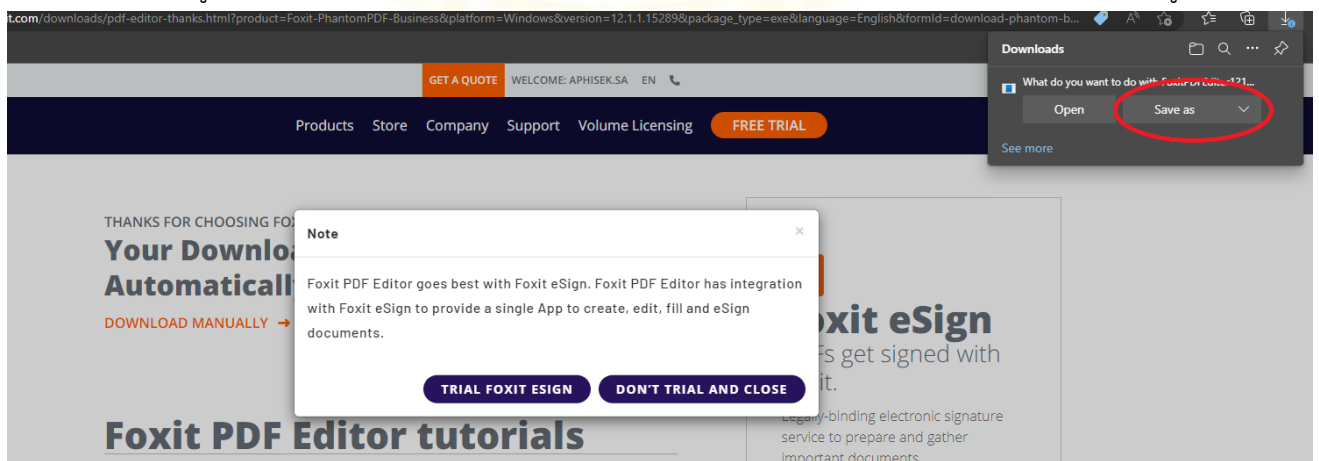 it.com/downloads/pdf-editor-thanks.html?product=Foxit-PhantomPDF-Business&platform=Windows&version=12.1.1.15289&package_type=exe&language=English&formId=download-phantom-b...
Downloads
What do you want to do with FoxitPDFEditor121...
Open
Save as
See more
GET A QUOTE WELCOME: APHISEK.SA EN
Products Store Company Support Volume Licensing FREE TRIAL
THANKS FOR CHOOSING FO
Your Downlo
Automaticall
DOWNLOAD MANUALLY →
Note ×
Foxit PDF Editor goes best with Foxit eSign. Foxit PDF Editor has integration
with Foxit eSign to provide a single App to create, edit, fill and eSign
documents.
TRIAL FOXIT ESIGN DON'T TRIAL AND CLOSE
oxit eSign
Fs get signed with
it.
Legally-binding electronic signature
service to prepare and gather
important documents
Foxit PDF Editor tutorials